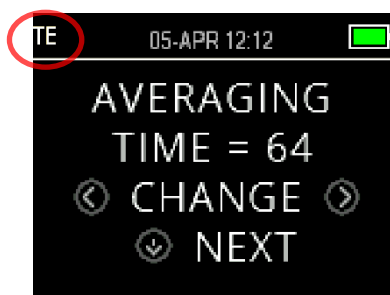 TE 05-APR 12:12
AVERAGING
TIME = 64
CHANGE
NEXT